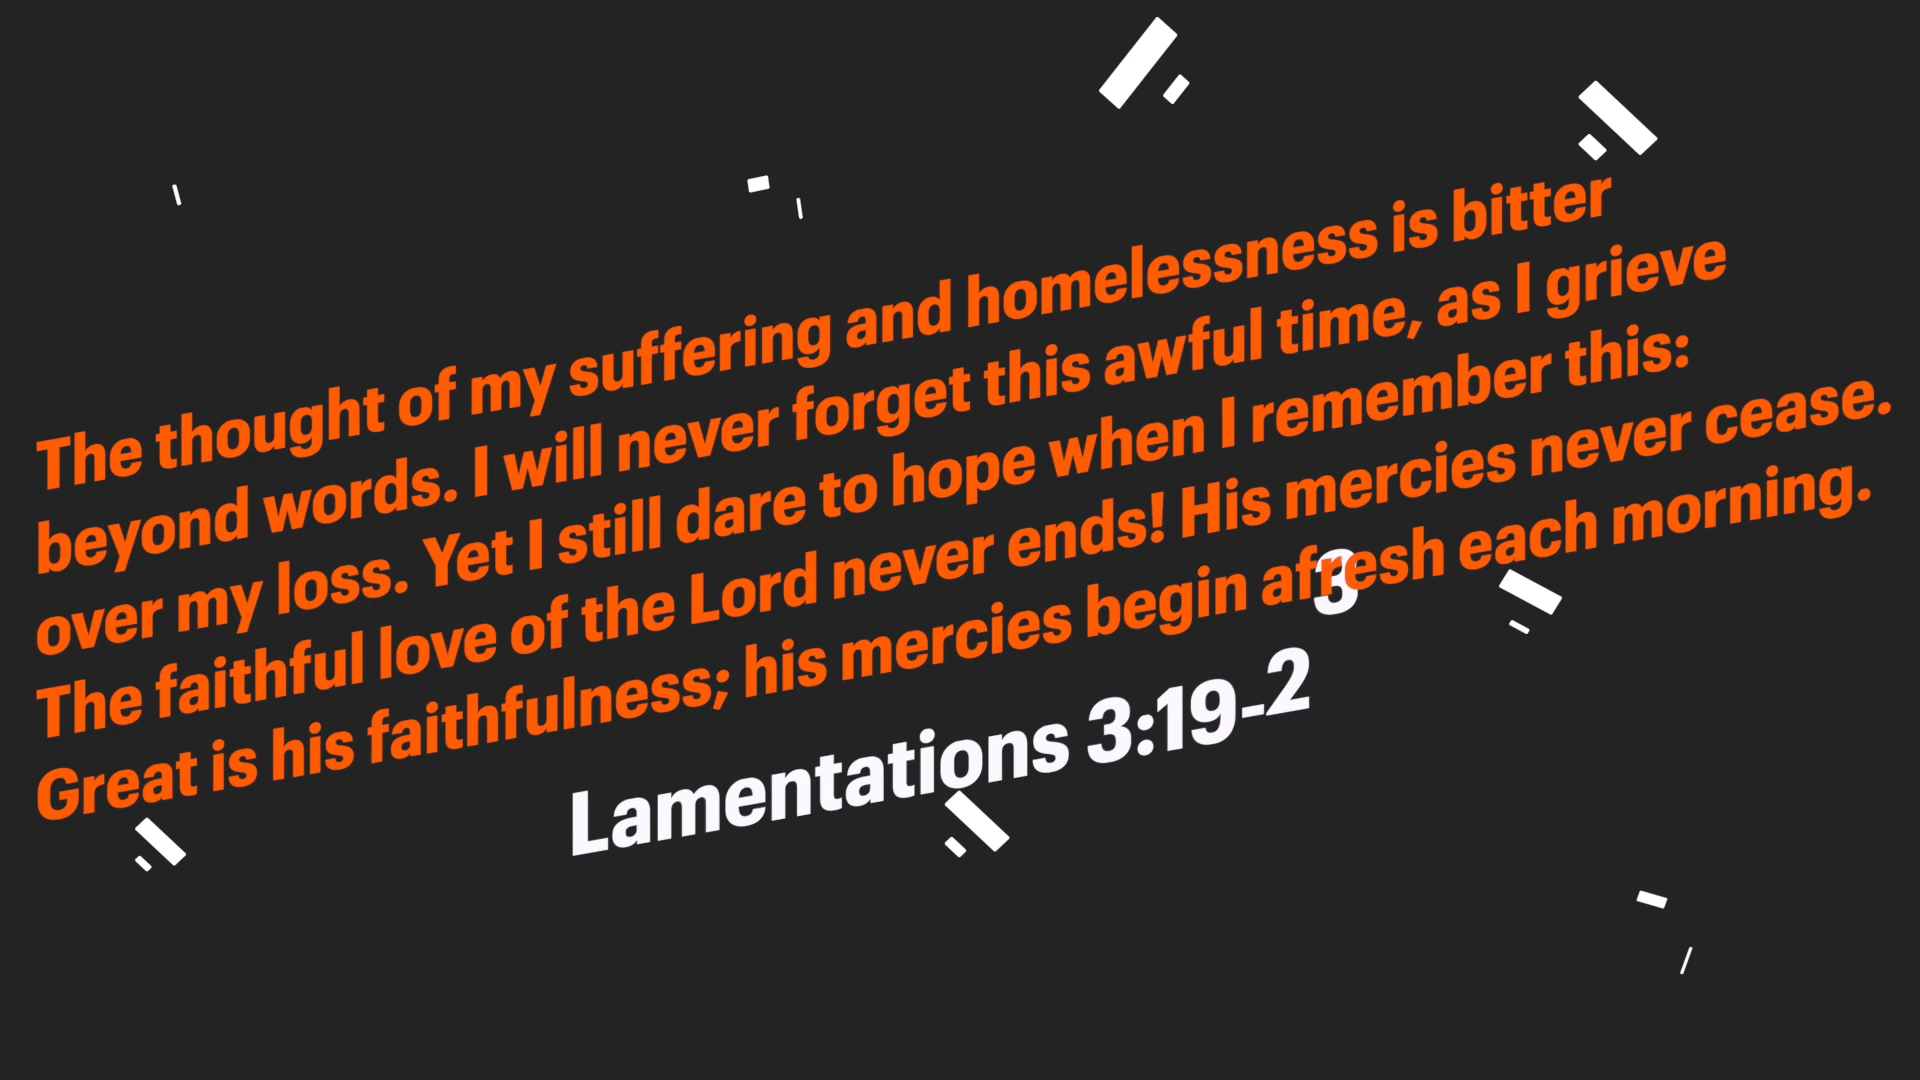 The thought of my suffering and homelessness is bitter
beyond words. I will never forget this awful time, as I grieve
over my loss. Yet I still dare to hope when I remember this:
The faithful love of the Lord never ends! His mercies never cease.
Great is his faithfulness; his mercies begin afresh each morning.
Lamentations 3:19-23